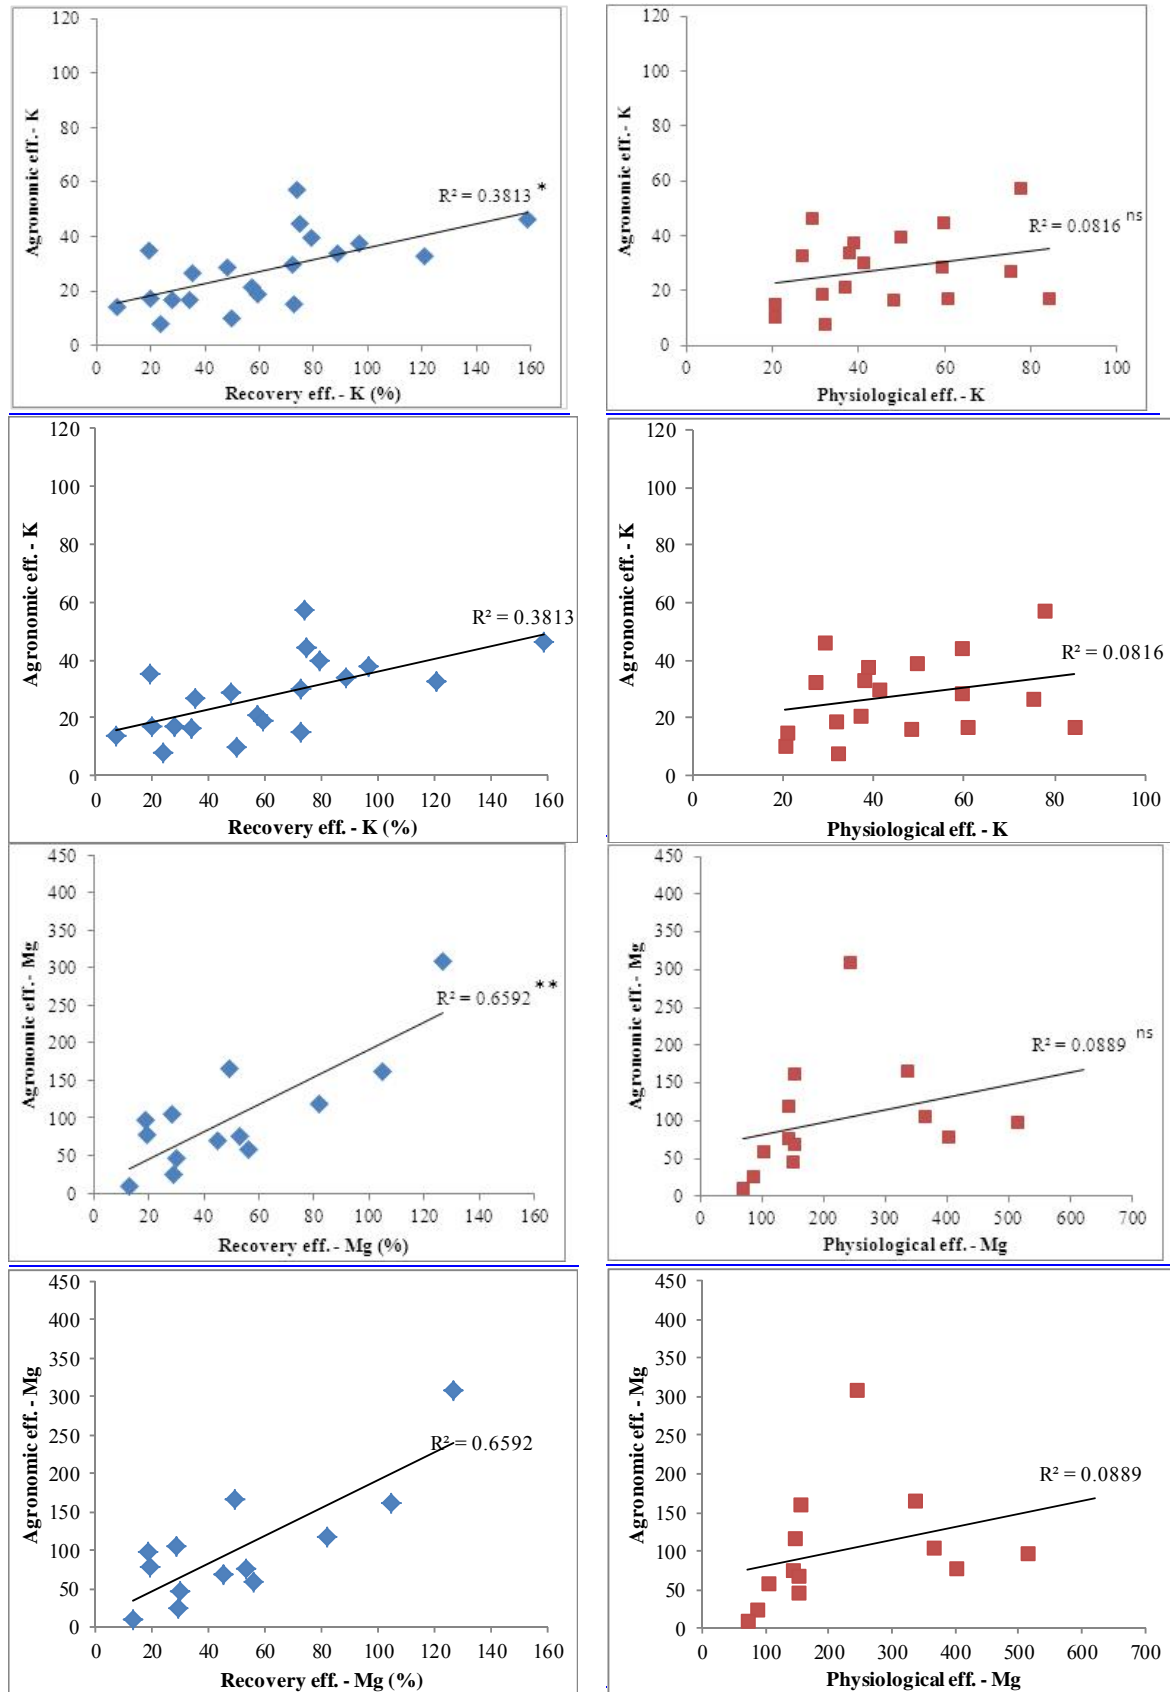 120
100
80
60
40
20
0
Agronomic eff. - K
R² = 0.3813 *
0 20 40 60 80 100 120 140 160
Recovery eff. - K (%)
120
100
80
60
40
20
0
Agronomic eff. - K
R² = 0.0816 ns
0 20 40 60 80 100
Physiological eff. - K
120
100
80
60
40
20
0
Agronomic eff. - K
R² = 0.3813
0 20 40 60 80 100 120 140 160
Recovery eff. - K (%)
120
100
80
60
40
20
0
Agronomic eff. - K
R² = 0.0816
0 20 40 60 80 100
Physiological eff. - K
450
400
350
300
250
200
150
100
50
0
Agronomic eff. - Mg
R² = 0.6592 **
0 20 40 60 80 100 120 140 160
Recovery eff. - Mg (%)
450
400
350
300
250
200
150
100
50
0
Agronomic eff. - Mg
R² = 0.0889 ns
0 100 200 300 400 500 600 700
Physiological eff. - Mg
450
400
350
300
250
200
150
100
50
0
Agronomic eff. - Mg
R² = 0.6592
0 20 40 60 80 100 120 140 160
Recovery eff. - Mg (%)
450
400
350
300
250
200
150
100
50
0
Agronomic eff. - Mg
R² = 0.0889
0 100 200 300 400 500 600 700
Physiological eff. - Mg